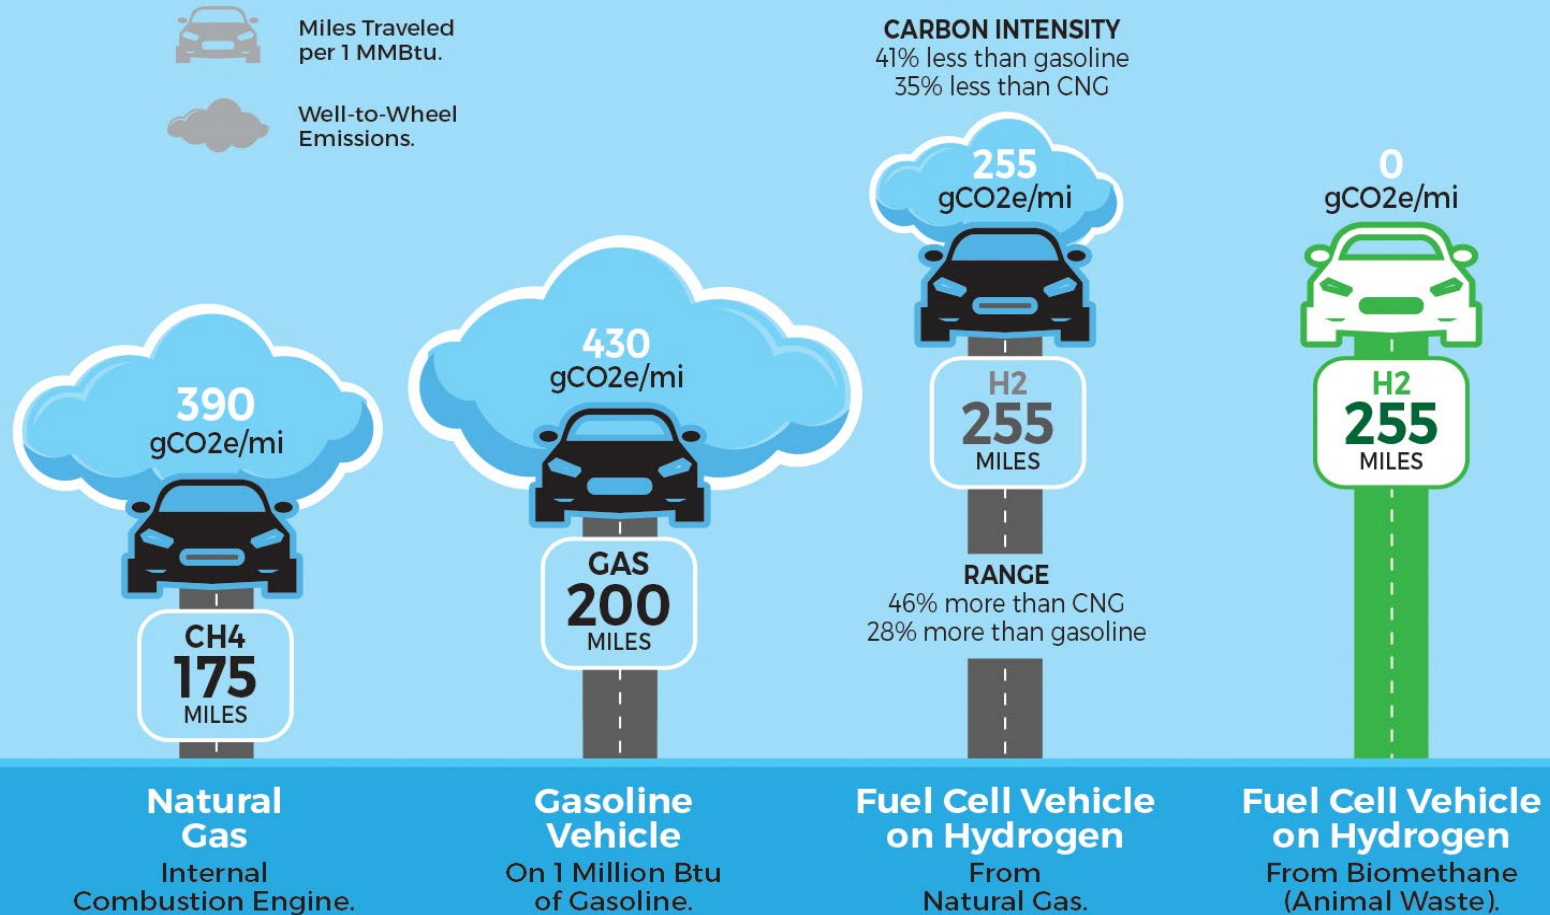 Miles Traveled
per 1 MMBtu.
Well-to-Wheel
Emissions.
390
gCO2e/mi
CH4
175
MILES
Natural
Gas
Internal
Combustion Engine.
430
gCO2e/mi
GAS
200
MILES
Gasoline
Vehicle
On 1 Million Btu
of Gasoline.
CARBON INTENSITY
41% less than gasoline
35% less than CNG
255
gCO2e/mi
H2
255
MILES
RANGE
46% more than CNG
28% more than gasoline
Fuel Cell Vehicle
on Hydrogen
From
Natural Gas.
0
gCO2e/mi
H2
255
MILES
Fuel Cell Vehicle
on Hydrogen
From Biomethane
(Animal Waste).